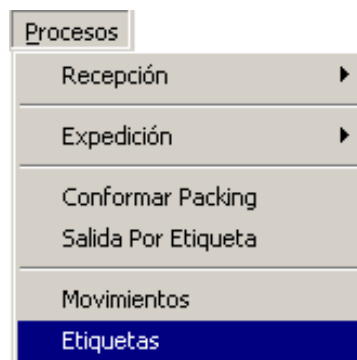 Procesos
Recepción
Expedición
Conformar Packing
Salida Por Etiqueta
Movimientos
Etiquetas